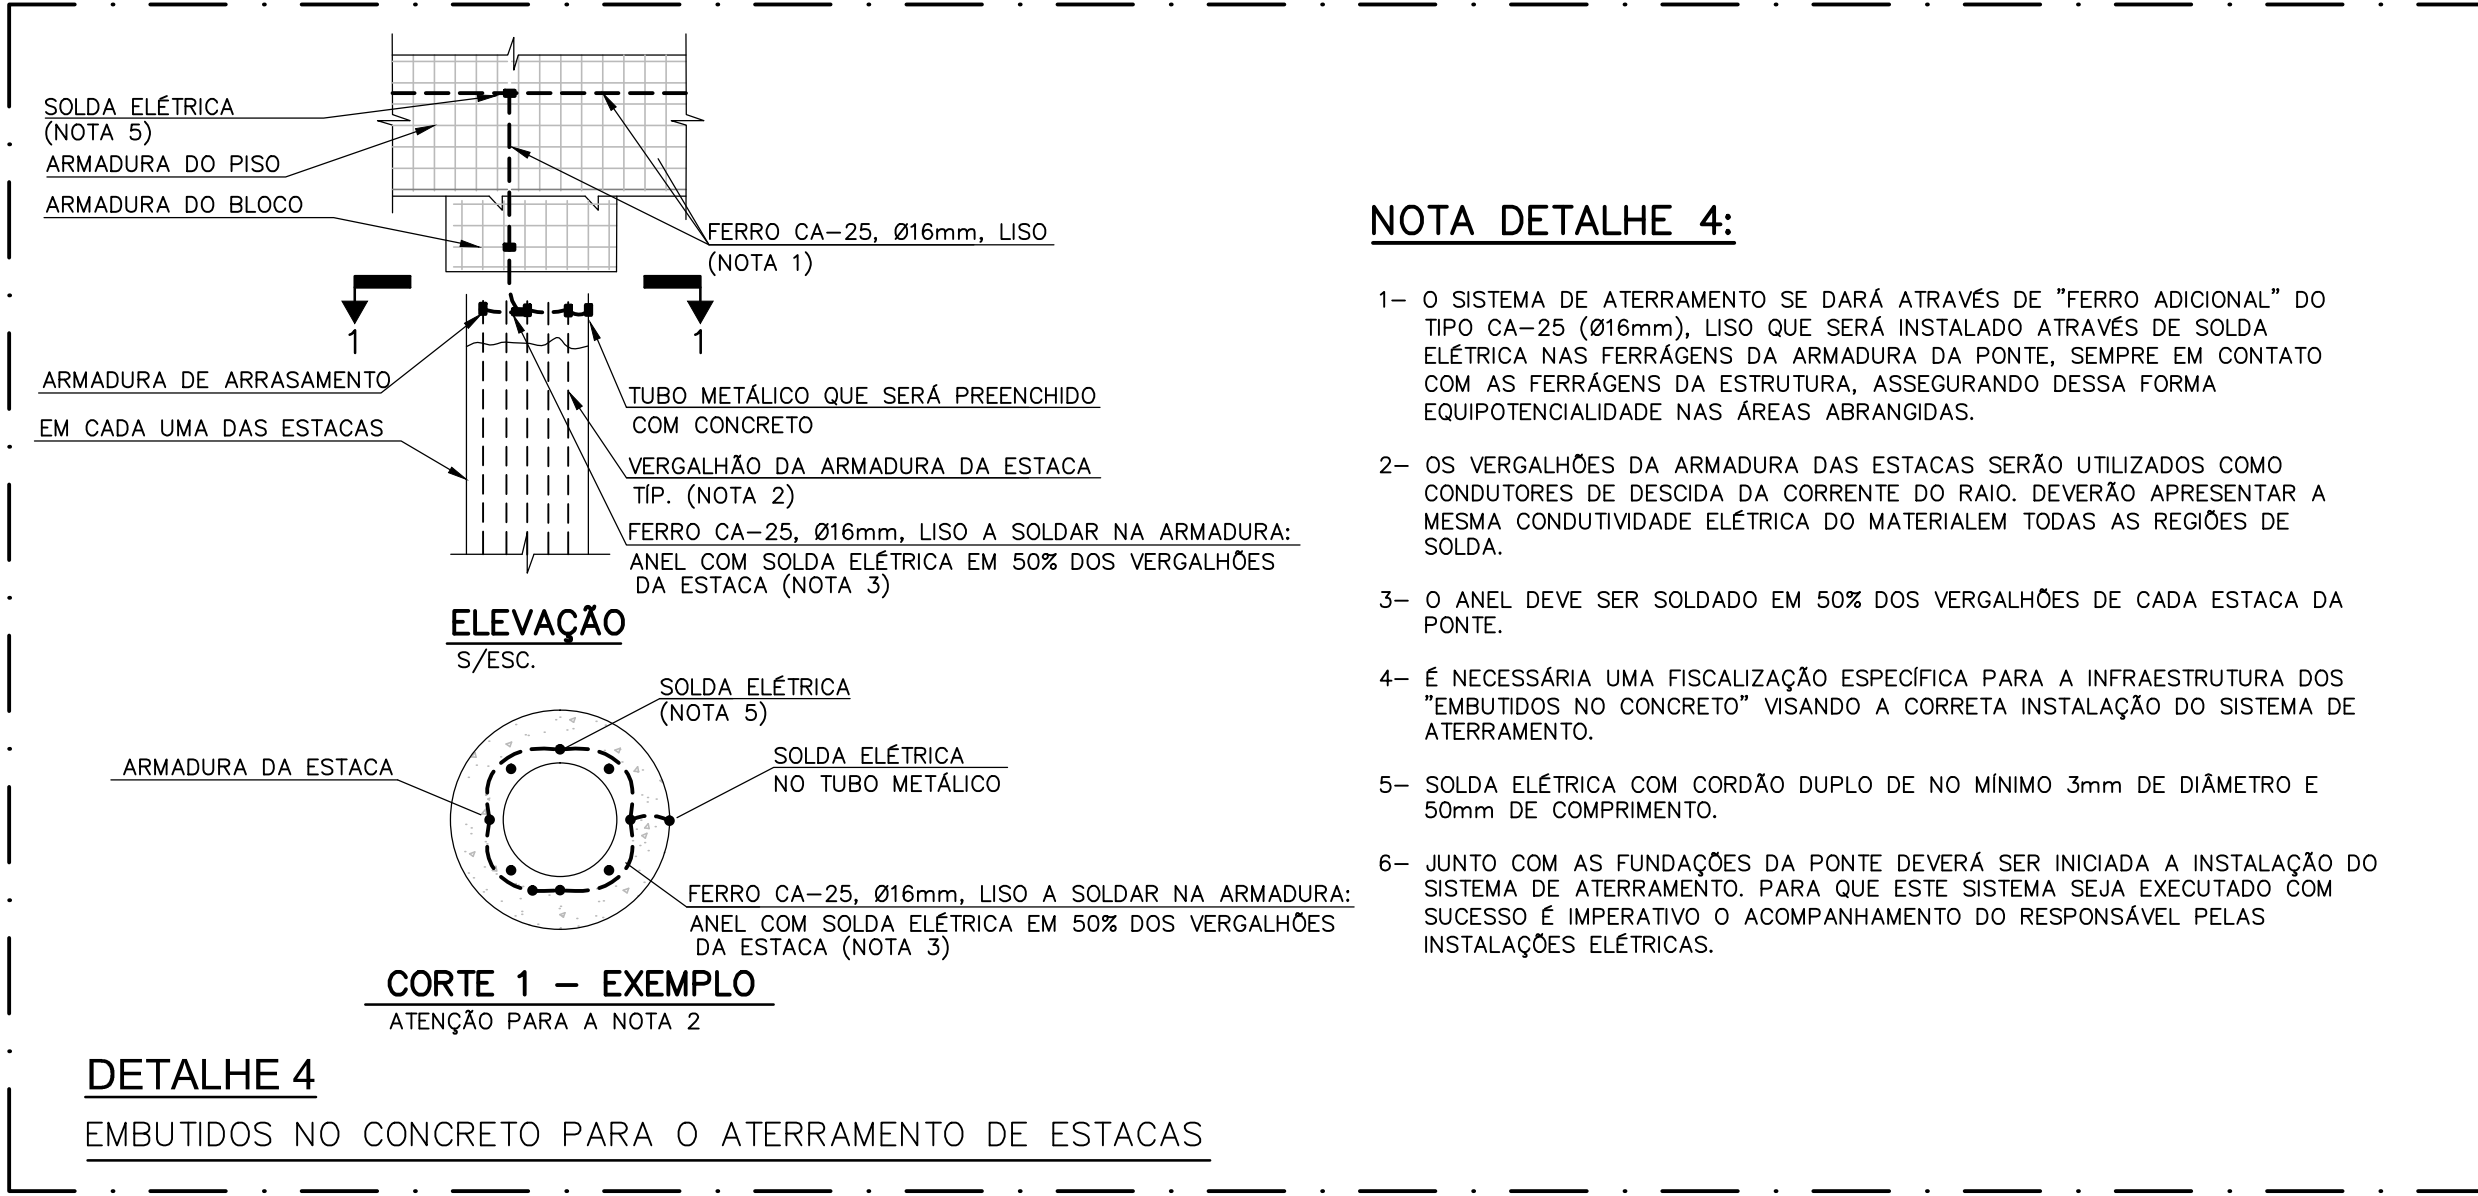 SOLDA ELÉTRICA
(NOTA 5)
ARMADURA DO PISO
ARMADURA DO BLOCO
FERRO CA-25, Ø16mm, LISO
(NOTA 1)
1
1
ARMADURA DE ARRASAMENTO
EM CADA UMA DAS ESTACAS
TUBO METÁLICO QUE SERÁ PREENCHIDO
COM CONCRETO
VERGALHÃO DA ARMADURA DA ESTACA
TÍP. (NOTA 2)
FERRO CA-25, Ø16mm, LISO A SOLDAR NA ARMADURA:
ANEL COM SOLDA ELÉTRICA EM 50% DOS VERGALHÕES
DA ESTACA (NOTA 3)
ELEVAÇÃO
S/ESC.
SOLDA ELÉTRICA
(NOTA 5)
SOLDA ELÉTRICA
NO TUBO METÁLICO
ARMADURA DA ESTACA
FERRO CA-25, Ø16mm, LISO A SOLDAR NA ARMADURA:
ANEL COM SOLDA ELÉTRICA EM 50% DOS VERGALHÕES
DA ESTACA (NOTA 3)
CORTE 1 - EXEMPLO
ATENÇÃO PARA A NOTA 2
DETALHE 4
EMBUTIDOS NO CONCRETO PARA O ATERRAMENTO DE ESTACAS
NOTA DETALHE 4:
1- O SISTEMA DE ATERRAMENTO SE DARÁ ATRAVÉS DE "FERRO ADICIONAL" DO
TIPO CA-25 (Ø16mm), LISO QUE SERÁ INSTALADO ATRAVÉS DE SOLDA
ELÉTRICA NAS FERRÁGENS DA ARMADURA DA PONTE, SEMPRE EM CONTATO
COM AS FERRÁGENS DA ESTRUTURA, ASSEGURANDO DESSA FORMA
EQUIPOTENCIALIDADE NAS ÁREAS ABRANGIDAS.
2- OS VERGALHÕES DA ARMADURA DAS ESTACAS SERÃO UTILIZADOS COMO
CONDUTORES DE DESCIDA DA CORRENTE DO RAIO. DEVERÃO APRESENTAR A
MESMA CONDUTIVIDADE ELÉTRICA DO MATERIALEM TODAS AS REGIÕES DE
SOLDA.
3- O ANEL DEVE SER SOLDADO EM 50% DOS VERGALHÕES DE CADA ESTACA DA
PONTE.
4- É NECESSÁRIA UMA FISCALIZAÇÃO ESPECÍFICA PARA A INFRAESTRUTURA DOS
"EMBUTIDOS NO CONCRETO" VISANDO A CORRETA INSTALAÇÃO DO SISTEMA DE
ATERRAMENTO.
5- SOLDA ELÉTRICA COM CORDÃO DUPLO DE NO MÍNIMO 3mm DE DIÂMETRO E
50mm DE COMPRIMENTO.
6- JUNTO COM AS FUNDAÇÕES DA PONTE DEVERÁ SER INICIADA A INSTALAÇÃO DO
SISTEMA DE ATERRAMENTO. PARA QUE ESTE SISTEMA SEJA EXECUTADO COM
SUCESSO É IMPERATIVO O ACOMPANHAMENTO DO RESPONSÁVEL PELAS
INSTALAÇÕES ELÉTRICAS.